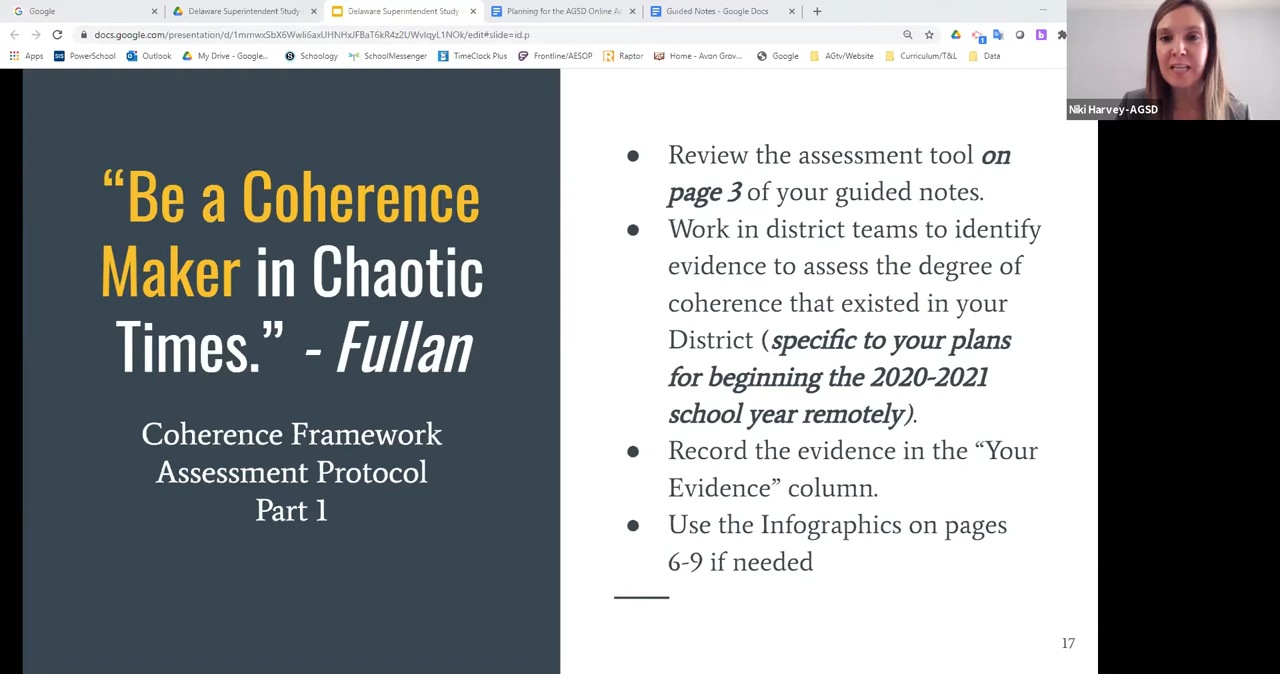 Google
Delaware Superintendent Study
Delaware Superintendent Study
Planning for the AGSD Online Ac
Guided Notes - Google Docs
docs.google.com/presentation/d/1mmwxSbX6Wwli6axUHNHxJFBaT6kR4z2UWvIqyL1NOk/edit#slide=id.p
Apps
PowerSchool
Outlook
My Drive - Google...
Schoology
SchoolMessenger
TimeClock Plus
Frontline/AESOP
Raptor
Home - Avon Grov...
Google
AGtv/Website
Curriculum/T&L
Data
Niki Harvey-AGSD
“Be a Coherence
Maker in Chaotic
Times.” - Fullan
Coherence Framework
Assessment Protocol
Part 1
● Review the assessment tool on
page 3 of your guided notes.
● Work in district teams to identify
evidence to assess the degree of
coherence that existed in your
District (specific to your plans
for beginning the 2020-2021
school year remotely).
● Record the evidence in the “Your
Evidence” column.
● Use the Infographics on pages
6-9 if needed
17